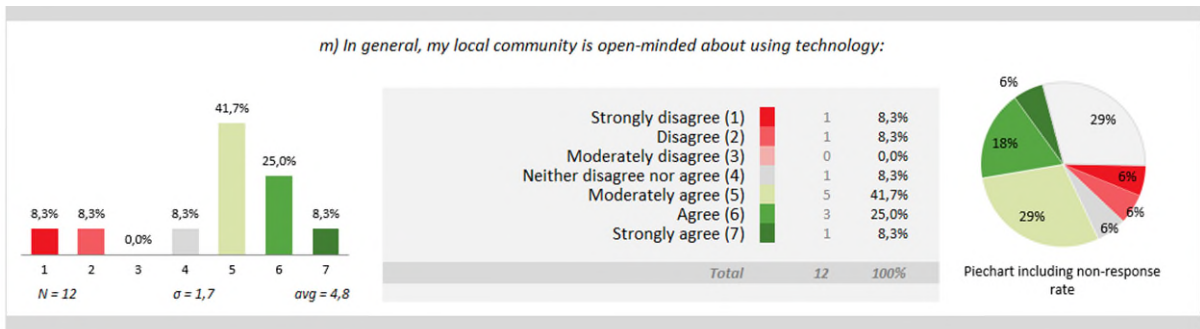 m) In general, my local community is open-minded about using technology:
8,3%
8,3%
0,0%
8,3%
41,7%
25,0%
8,3%
1 2 3 4 5 6 7
N = 12 σ = 1,7 avg = 4,8
Strongly disagree (1) 1 8,3%
Disagree (2) 1 8,3%
Moderately disagree (3) 0 0,0%
Neither disagree nor agree (4) 1 8,3%
Moderately agree (5) 5 41,7%
Agree (6) 3 25,0%
Strongly agree (7) 1 8,3%
Total 12 100%
6%
29%
18%
6%
29%
6%
6%
Piechart including non-response
rate